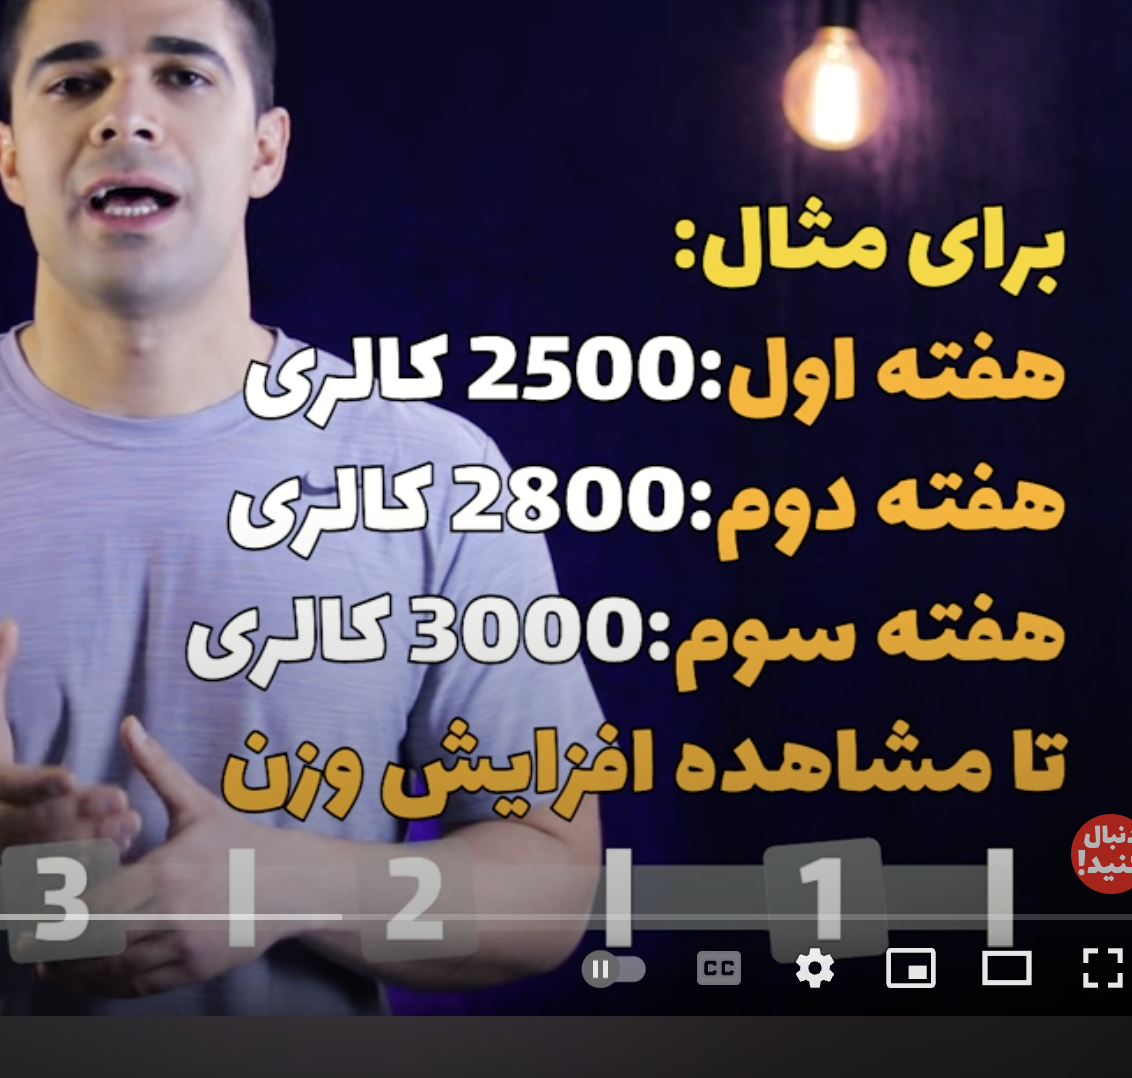 برای مثال:
هفته اول:2500 کالری
هفته دوم:2800 کالری
هفته سوم:3000 کالری
تا مشاهده افزایش وزن
1 | 2 | 3
CC